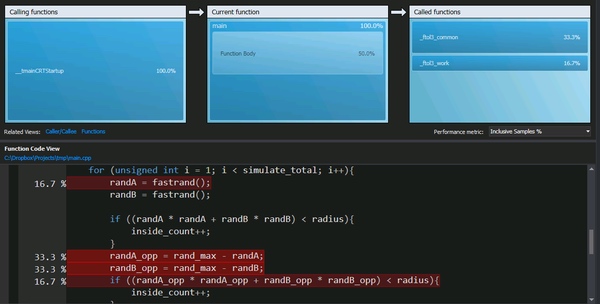 Calling functions
Current function
Called functions
__tmainCRTStartup 100.0%
main 100.0%
Function Body 50.0%
_ftol3_common 33.3%
_ftol3_work 16.7%
Related Views: Caller/Callee Functions
Performance metric: Inclusive Samples %
Function Code View
C:\Dropbox\Projects\tmp\main.cpp
for (unsigned int i = 1; i < simulate_total; i++){
16.7 % randA = fastrand();
randB = fastrand();
if ((randA * randA + randB * randB) < radius){
inside_count++;
}
33.3 % randA_opp = rand_max - randA;
33.3 % randB_opp = rand_max - randB;
16.7 % if ((randA_opp * randA_opp + randB_opp * randB_opp) < radius){
inside_count++;
}